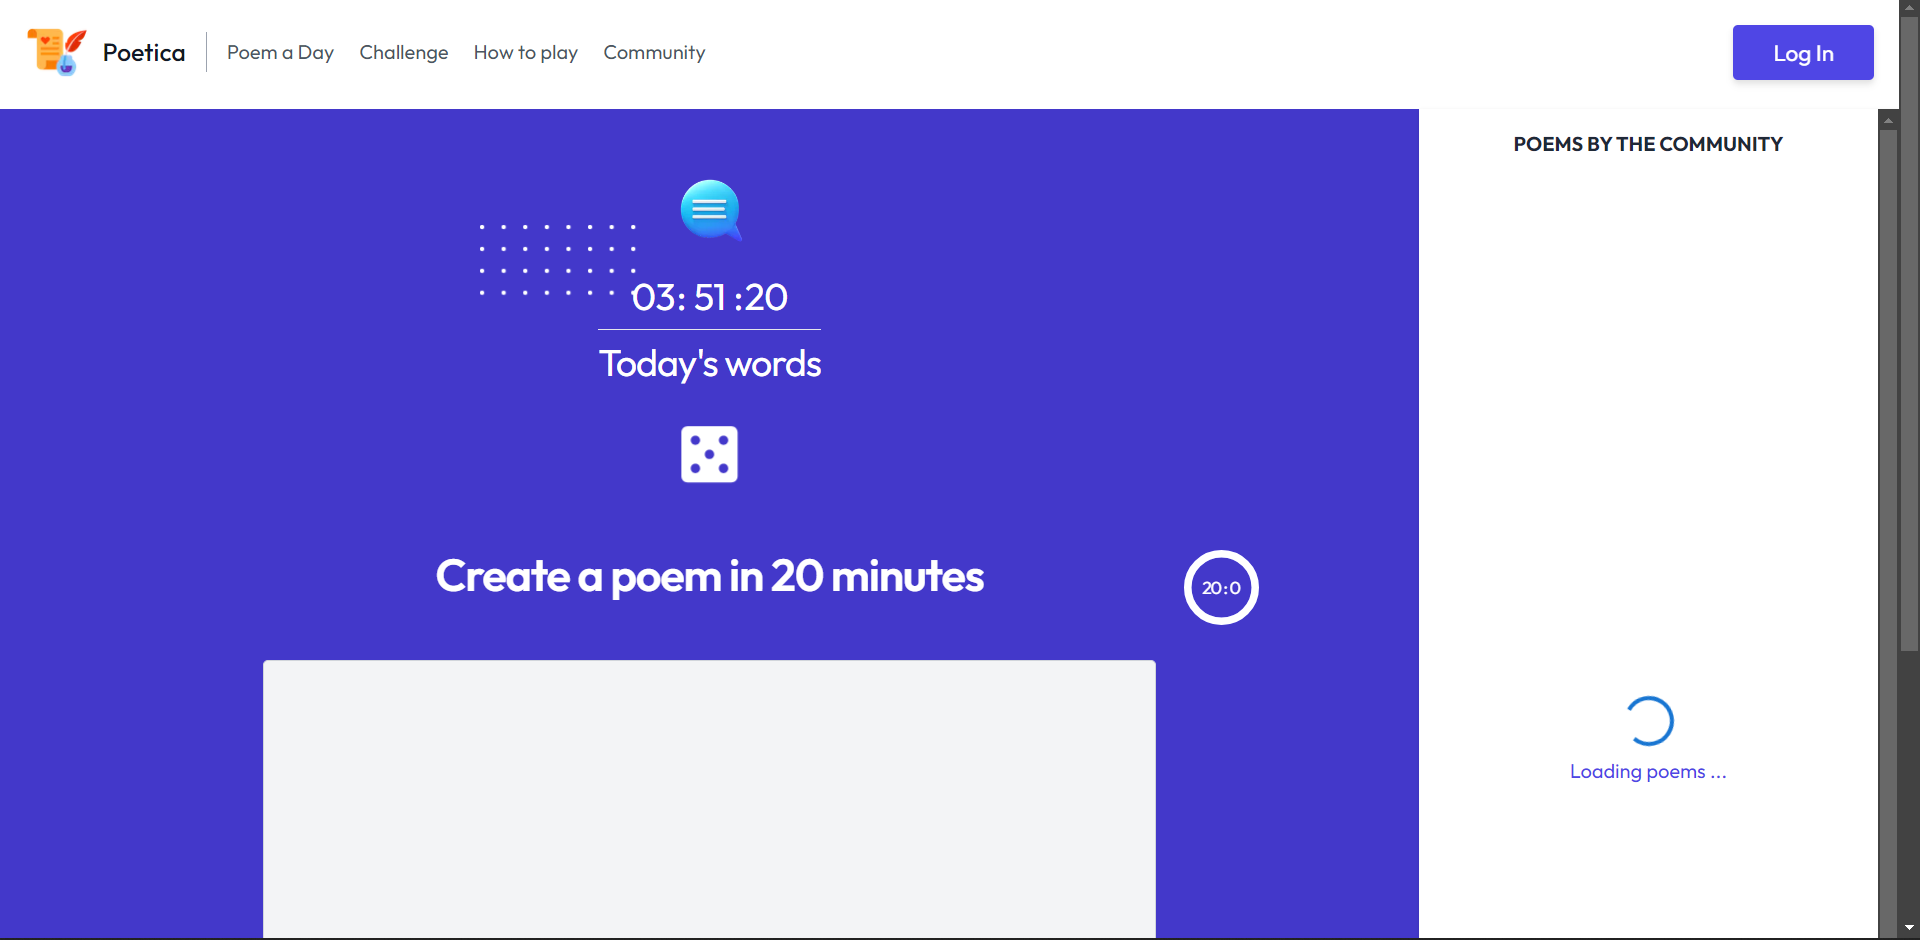 Poetica
Poem a Day
Challenge
How to play
Community
Log In
03: 51 :20
Today's words
Create a poem in 20 minutes
20:0
POEMS BY THE COMMUNITY
Loading poems ...